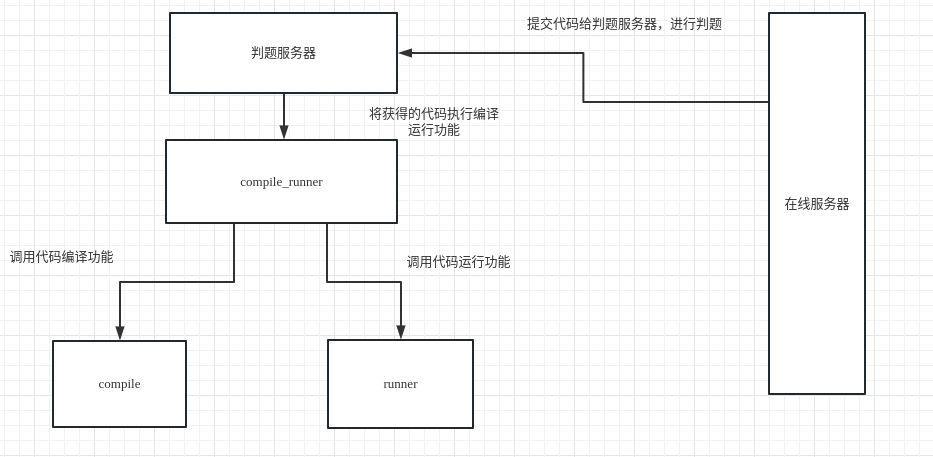 提交代码给判题服务器，进行判题
判题服务器
将获得的代码执行编译
运行功能
compile_runner
在线服务器
调用代码编译功能
调用代码运行功能
compile
runner